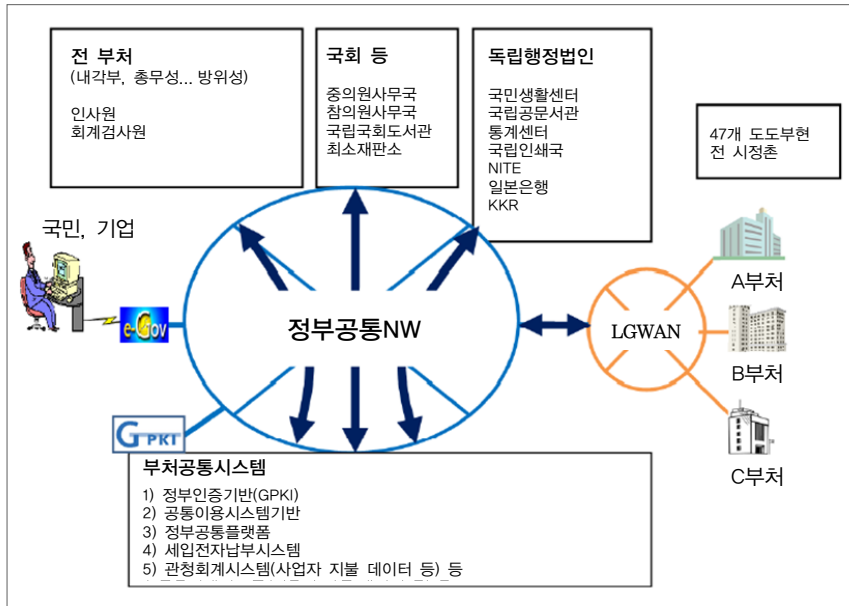 전 부처
(내각부, 총무성... 방위성)
인사원
회계검사원
국회 등
중의원사무국
참의원사무국
국립국회도서관
최소재판소
독립행정법인
국민생활센터
국립공문서관
통계센터
국립인쇄국
NITE
일본은행
KKR
47개 도도부현
전 시정촌
국민, 기업
e-Gov
정부공통NW
LGWAN
A부처
B부처
C부처
GPKI
부처공통시스템
1) 정부인증기반(GPKI)
2) 공통이용시스템기반
3) 정부공통플랫폼
4) 세입전자납부시스템
5) 관청회계시스템(사업자 지불 데이터 등) 등